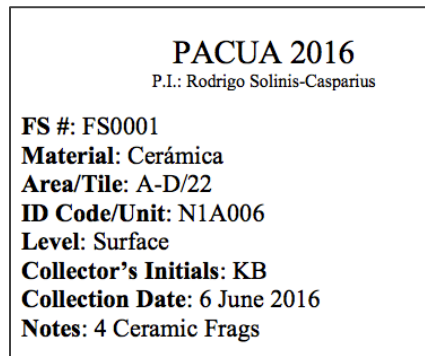 PACUA 2016
P.I.: Rodrigo Solinis-Casparius
FS #: FS0001
Material: Cerámica
Area/Tile: A-D/22
ID Code/Unit: N1A006
Level: Surface
Collector's Initials: KB
Collection Date: 6 June 2016
Notes: 4 Ceramic Frags